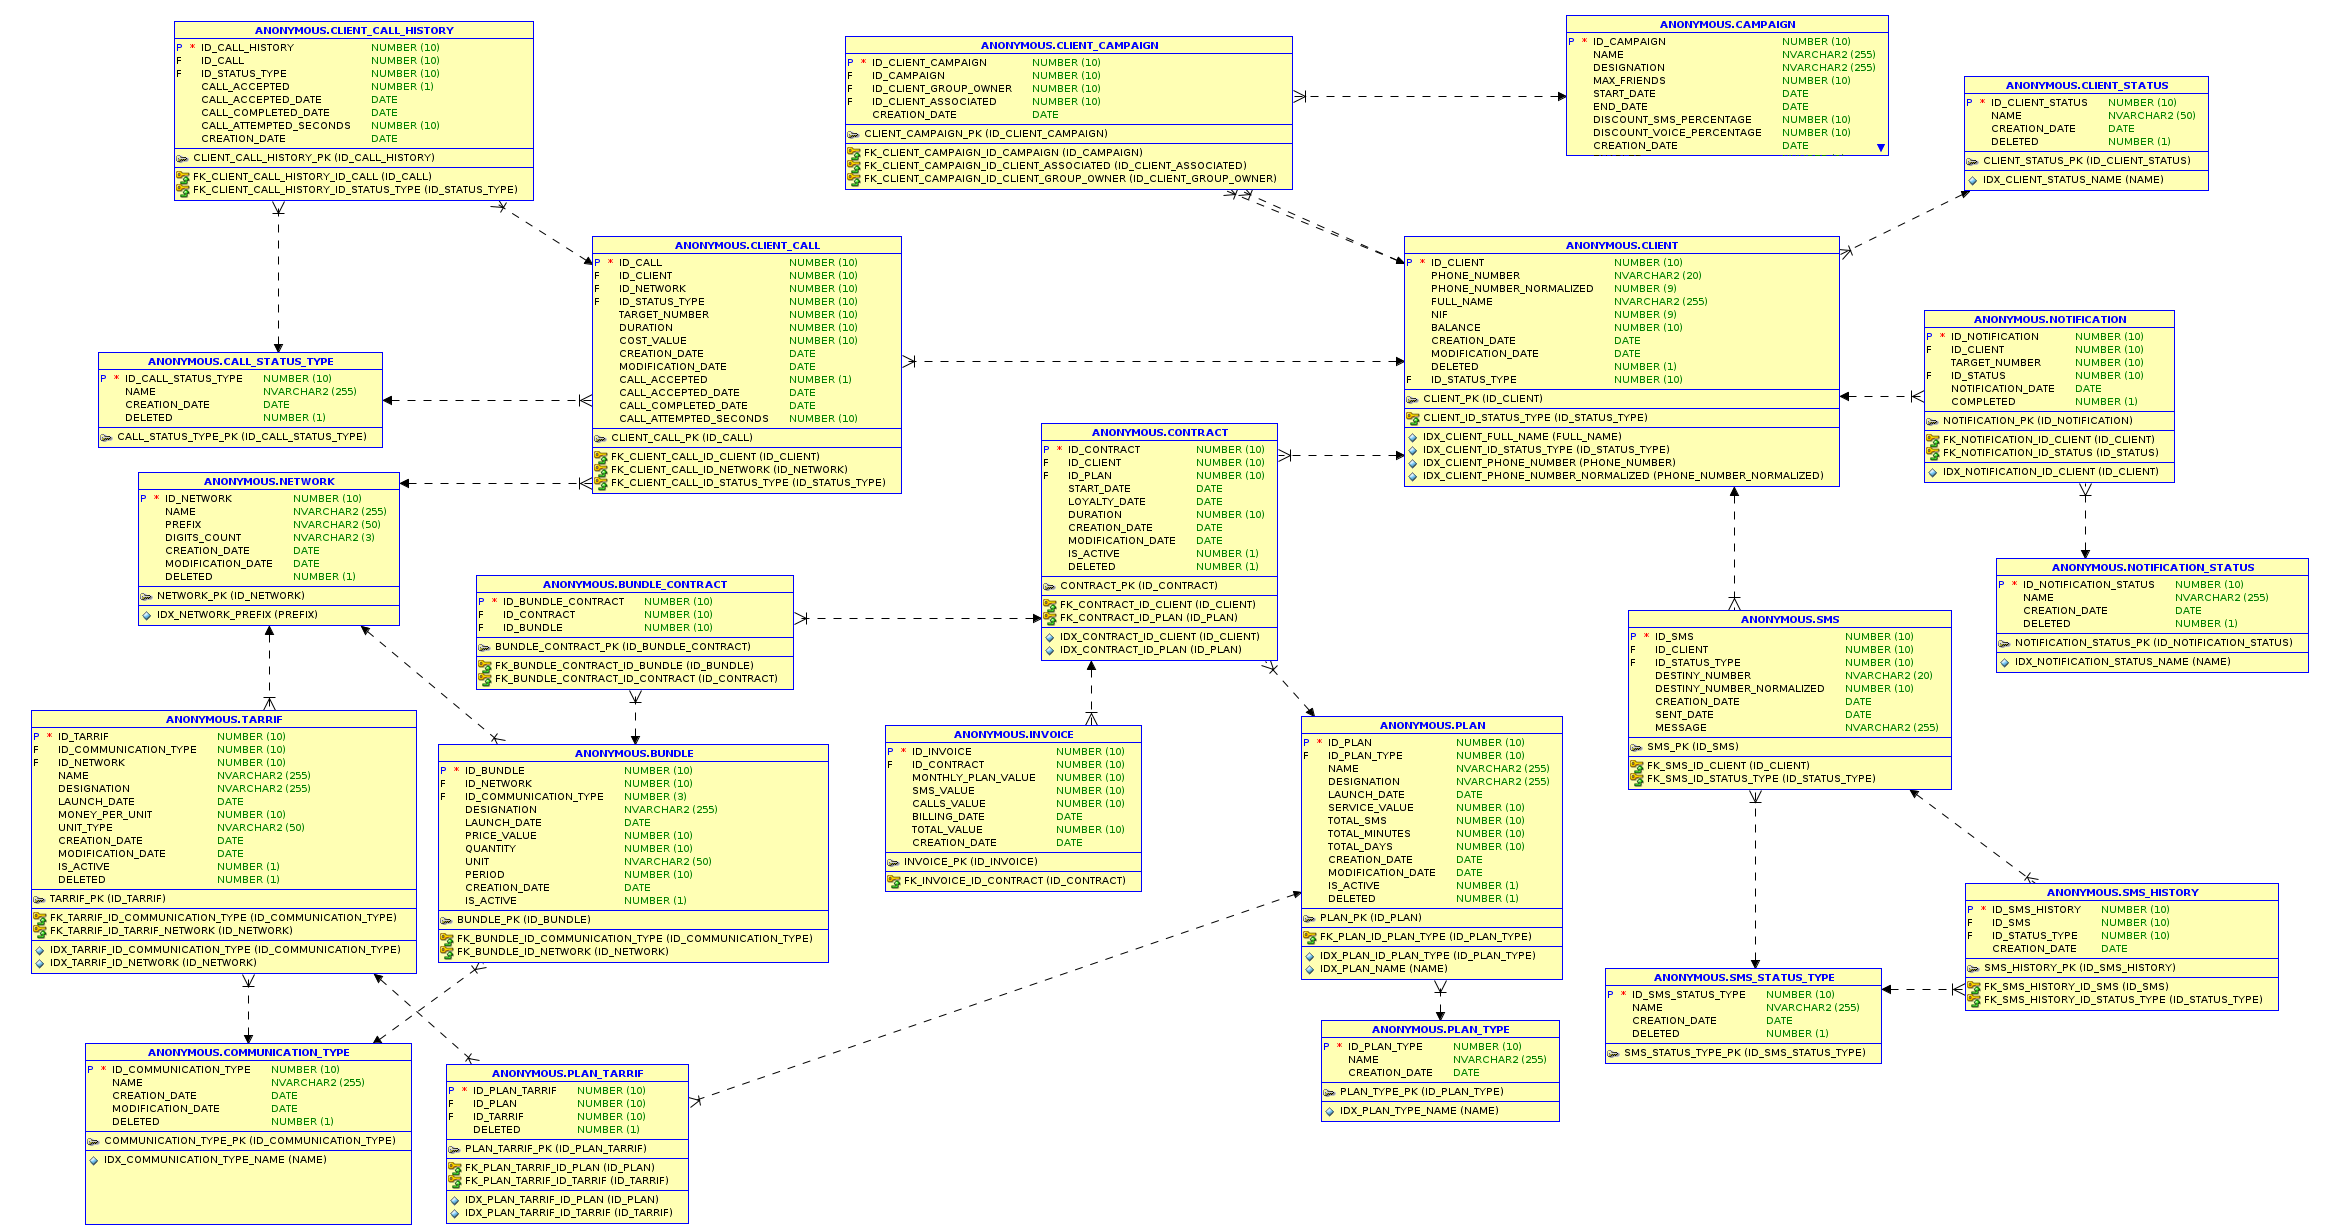 ANONYMOUS.CLIENT_CALL_HISTORY
P * ID_CALL_HISTORY NUMBER (10)
F ID_CALL NUMBER (10)
F ID_STATUS_TYPE NUMBER (10)
CALL_ACCEPTED NUMBER (1)
CALL_ACCEPTED_DATE DATE
CALL_COMPLETED_DATE DATE
CALL_ATTEMPTED_SECONDS NUMBER (10)
CREATION_DATE DATE
CLIENT_CALL_HISTORY_PK (ID_CALL_HISTORY)
FK_CLIENT_CALL_HISTORY_ID_CALL (ID_CALL)
FK_CLIENT_CALL_HISTORY_ID_STATUS_TYPE (ID_STATUS_TYPE)
ANONYMOUS.CLIENT_CAMPAIGN
P * ID_CLIENT_CAMPAIGN NUMBER (10)
F ID_CAMPAIGN NUMBER (10)
F ID_CLIENT_GROUP_OWNER NUMBER (10)
F ID_CLIENT_ASSOCIATED NUMBER (10)
CREATION_DATE DATE
CLIENT_CAMPAIGN_PK (ID_CLIENT_CAMPAIGN)
FK_CLIENT_CAMPAIGN_ID_CAMPAIGN (ID_CAMPAIGN)
FK_CLIENT_CAMPAIGN_ID_CLIENT_ASSOCIATED (ID_CLIENT_ASSOCIATED)
FK_CLIENT_CAMPAIGN_ID_CLIENT_GROUP_OWNER (ID_CLIENT_GROUP_OWNER)
ANONYMOUS.CAMPAIGN
P * ID_CAMPAIGN NUMBER (10)
NAME NVARCHAR2 (255)
DESIGNATION NVARCHAR2 (255)
MAX_FRIENDS NUMBER (10)
START_DATE DATE
END_DATE DATE
DISCOUNT_SMS_PERCENTAGE NUMBER (10)
DISCOUNT_VOICE_PERCENTAGE NUMBER (10)
CREATION_DATE DATE
ANONYMOUS.CLIENT_STATUS
P * ID_CLIENT_STATUS NUMBER (10)
NAME NVARCHAR2 (50)
CREATION_DATE DATE
DELETED NUMBER (1)
CLIENT_STATUS_PK (ID_CLIENT_STATUS)
IDX_CLIENT_STATUS_NAME (NAME)
ANONYMOUS.CLIENT_CALL
P * ID_CALL NUMBER (10)
F ID_CLIENT NUMBER (10)
F ID_NETWORK NUMBER (10)
F ID_STATUS_TYPE NUMBER (10)
TARGET_NUMBER NUMBER (10)
DURATION NUMBER (10)
COST_VALUE NUMBER (10)
CREATION_DATE DATE
MODIFICATION_DATE DATE
CALL_ACCEPTED NUMBER (1)
CALL_ACCEPTED_DATE DATE
CALL_COMPLETED_DATE DATE
CALL_ATTEMPTED_SECONDS NUMBER (10)
CLIENT_CALL_PK (ID_CALL)
FK_CLIENT_CALL_ID_CLIENT (ID_CLIENT)
FK_CLIENT_CALL_ID_NETWORK (ID_NETWORK)
FK_CLIENT_CALL_ID_STATUS_TYPE (ID_STATUS_TYPE)
ANONYMOUS.CLIENT
P * ID_CLIENT NUMBER (10)
PHONE_NUMBER NVARCHAR2 (20)
PHONE_NUMBER_NORMALIZED NUMBER (9)
FULL_NAME NVARCHAR2 (255)
NIF NUMBER (9)
BALANCE NUMBER (10)
CREATION_DATE DATE
MODIFICATION_DATE DATE
DELETED NUMBER (1)
F ID_STATUS_TYPE NUMBER (10)
CLIENT_PK (ID_CLIENT)
CLIENT_ID_STATUS_TYPE (ID_STATUS_TYPE)
IDX_CLIENT_FULL_NAME (FULL_NAME)
IDX_CLIENT_ID_STATUS_TYPE (ID_STATUS_TYPE)
IDX_CLIENT_PHONE_NUMBER (PHONE_NUMBER)
IDX_CLIENT_PHONE_NUMBER_NORMALIZED (PHONE_NUMBER_NORMALIZED)
ANONYMOUS.NOTIFICATION
P * ID_NOTIFICATION NUMBER (10)
F ID_CLIENT NUMBER (10)
TARGET_NUMBER NUMBER (10)
F ID_STATUS NUMBER (10)
NOTIFICATION_DATE DATE
COMPLETED NUMBER (1)
NOTIFICATION_PK (ID_NOTIFICATION)
FK_NOTIFICATION_ID_CLIENT (ID_CLIENT)
FK_NOTIFICATION_ID_STATUS (ID_STATUS)
IDX_NOTIFICATION_ID_CLIENT (ID_CLIENT)
ANONYMOUS.CALL_STATUS_TYPE
P * ID_CALL_STATUS_TYPE NUMBER (10)
NAME NVARCHAR2 (255)
CREATION_DATE DATE
DELETED NUMBER (1)
CALL_STATUS_TYPE_PK (ID_CALL_STATUS_TYPE)
ANONYMOUS.CONTRACT
P * ID_CONTRACT NUMBER (10)
F ID_CLIENT NUMBER (10)
F ID_PLAN NUMBER (10)
START_DATE DATE
LOYALTY_DATE DATE
DURATION NUMBER (10)
CREATION_DATE DATE
MODIFICATION_DATE DATE
IS_ACTIVE NUMBER (1)
DELETED NUMBER (1)
CONTRACT_PK (ID_CONTRACT)
FK_CONTRACT_ID_CLIENT (ID_CLIENT)
FK_CONTRACT_ID_PLAN (ID_PLAN)
IDX_CONTRACT_ID_CLIENT (ID_CLIENT)
IDX_CONTRACT_ID_PLAN (ID_PLAN)
ANONYMOUS.NETWORK
P * ID_NETWORK NUMBER (10)
NAME NVARCHAR2 (255)
PREFIX NVARCHAR2 (50)
DIGITS_COUNT NVARCHAR2 (3)
CREATION_DATE DATE
MODIFICATION_DATE DATE
DELETED NUMBER (1)
NETWORK_PK (ID_NETWORK)
IDX_NETWORK_PREFIX (PREFIX)
ANONYMOUS.BUNDLE_CONTRACT
P * ID_BUNDLE_CONTRACT NUMBER (10)
F ID_CONTRACT NUMBER (10)
F ID_BUNDLE NUMBER (10)
BUNDLE_CONTRACT_PK (ID_BUNDLE_CONTRACT)
FK_BUNDLE_CONTRACT_ID_BUNDLE (ID_BUNDLE)
FK_BUNDLE_CONTRACT_ID_CONTRACT (ID_CONTRACT)
ANONYMOUS.NOTIFICATION_STATUS
P * ID_NOTIFICATION_STATUS NUMBER (10)
NAME NVARCHAR2 (255)
CREATION_DATE DATE
DELETED NUMBER (1)
NOTIFICATION_STATUS_PK (ID_NOTIFICATION_STATUS)
IDX_NOTIFICATION_STATUS_NAME (NAME)
ANONYMOUS.SMS
P * ID_SMS NUMBER (10)
F ID_CLIENT NUMBER (10)
F ID_STATUS_TYPE NUMBER (10)
DESTINY_NUMBER NVARCHAR2 (20)
DESTINY_NUMBER_NORMALIZED NUMBER (10)
CREATION_DATE DATE
SENT_DATE DATE
MESSAGE NVARCHAR2 (255)
SMS_PK (ID_SMS)
FK_SMS_ID_CLIENT (ID_CLIENT)
FK_SMS_ID_STATUS_TYPE (ID_STATUS_TYPE)
ANONYMOUS.TARRIF
P * ID_TARRIF NUMBER (10)
F ID_COMMUNICATION_TYPE NUMBER (10)
F ID_NETWORK NUMBER (10)
NAME NVARCHAR2 (255)
DESIGNATION NVARCHAR2 (255)
LAUNCH_DATE DATE
MONEY_PER_UNIT NUMBER (10)
UNIT_TYPE NVARCHAR2 (50)
CREATION_DATE DATE
MODIFICATION_DATE DATE
IS_ACTIVE NUMBER (1)
DELETED NUMBER (1)
TARRIF_PK (ID_TARRIF)
FK_TARRIF_ID_COMMUNICATION_TYPE (ID_COMMUNICATION_TYPE)
FK_TARRIF_ID_TARRIF_NETWORK (ID_NETWORK)
IDX_TARRIF_ID_COMMUNICATION_TYPE (ID_COMMUNICATION_TYPE)
IDX_TARRIF_ID_NETWORK (ID_NETWORK)
ANONYMOUS.BUNDLE
P * ID_BUNDLE NUMBER (10)
F ID_NETWORK NUMBER (10)
F ID_COMMUNICATION_TYPE NUMBER (3)
DESIGNATION NVARCHAR2 (255)
LAUNCH_DATE DATE
PRICE_VALUE NUMBER (10)
QUANTITY NUMBER (10)
UNIT NVARCHAR2 (50)
PERIOD NUMBER (10)
CREATION_DATE DATE
IS_ACTIVE NUMBER (1)
BUNDLE_PK (ID_BUNDLE)
FK_BUNDLE_ID_COMMUNICATION_TYPE (ID_COMMUNICATION_TYPE)
FK_BUNDLE_ID_NETWORK (ID_NETWORK)
ANONYMOUS.INVOICE
P * ID_INVOICE NUMBER (10)
F ID_CONTRACT NUMBER (10)
MONTHLY_PLAN_VALUE NUMBER (10)
SMS_VALUE NUMBER (10)
CALLS_VALUE NUMBER (10)
BILLING_DATE DATE
TOTAL_VALUE NUMBER (10)
CREATION_DATE DATE
INVOICE_PK (ID_INVOICE)
FK_INVOICE_ID_CONTRACT (ID_CONTRACT)
ANONYMOUS.PLAN
P * ID_PLAN NUMBER (10)
F ID_PLAN_TYPE NUMBER (10)
NAME NVARCHAR2 (255)
DESIGNATION NVARCHAR2 (255)
LAUNCH_DATE DATE
SERVICE_VALUE NUMBER (10)
TOTAL_SMS NUMBER (10)
TOTAL_MINUTES NUMBER (10)
TOTAL_DAYS NUMBER (10)
CREATION_DATE DATE
MODIFICATION_DATE DATE
IS_ACTIVE NUMBER (1)
DELETED NUMBER (1)
PLAN_PK (ID_PLAN)
FK_PLAN_ID_PLAN_TYPE (ID_PLAN_TYPE)
IDX_PLAN_ID_PLAN_TYPE (ID_PLAN_TYPE)
IDX_PLAN_NAME (NAME)
ANONYMOUS.SMS_HISTORY
P * ID_SMS_HISTORY NUMBER (10)
F ID_SMS NUMBER (10)
F ID_STATUS_TYPE NUMBER (10)
CREATION_DATE DATE
SMS_HISTORY_PK (ID_SMS_HISTORY)
FK_SMS_HISTORY_ID_SMS (ID_SMS)
FK_SMS_HISTORY_ID_STATUS_TYPE (ID_STATUS_TYPE)
ANONYMOUS.SMS_STATUS_TYPE
P * ID_SMS_STATUS_TYPE NUMBER (10)
NAME NVARCHAR2 (255)
CREATION_DATE DATE
DELETED NUMBER (1)
SMS_STATUS_TYPE_PK (ID_SMS_STATUS_TYPE)
ANONYMOUS.COMMUNICATION_TYPE
P * ID_COMMUNICATION_TYPE NUMBER (10)
NAME NVARCHAR2 (255)
CREATION_DATE DATE
MODIFICATION_DATE DATE
DELETED NUMBER (1)
COMMUNICATION_TYPE_PK (ID_COMMUNICATION_TYPE)
IDX_COMMUNICATION_TYPE_NAME (NAME)
ANONYMOUS.PLAN_TARRIF
P * ID_PLAN_TARRIF NUMBER (10)
F ID_PLAN NUMBER (10)
F ID_TARRIF NUMBER (10)
DELETED NUMBER (1)
PLAN_TARRIF_PK (ID_PLAN_TARRIF)
FK_PLAN_TARRIF_ID_PLAN (ID_PLAN)
FK_PLAN_TARRIF_ID_TARRIF (ID_TARRIF)
IDX_PLAN_TARRIF_ID_PLAN (ID_PLAN)
IDX_PLAN_TARRIF_ID_TARRIF (ID_TARRIF)
ANONYMOUS.PLAN_TYPE
P * ID_PLAN_TYPE NUMBER (10)
NAME NVARCHAR2 (255)
CREATION_DATE DATE
PLAN_TYPE_PK (ID_PLAN_TYPE)
IDX_PLAN_TYPE_NAME (NAME)